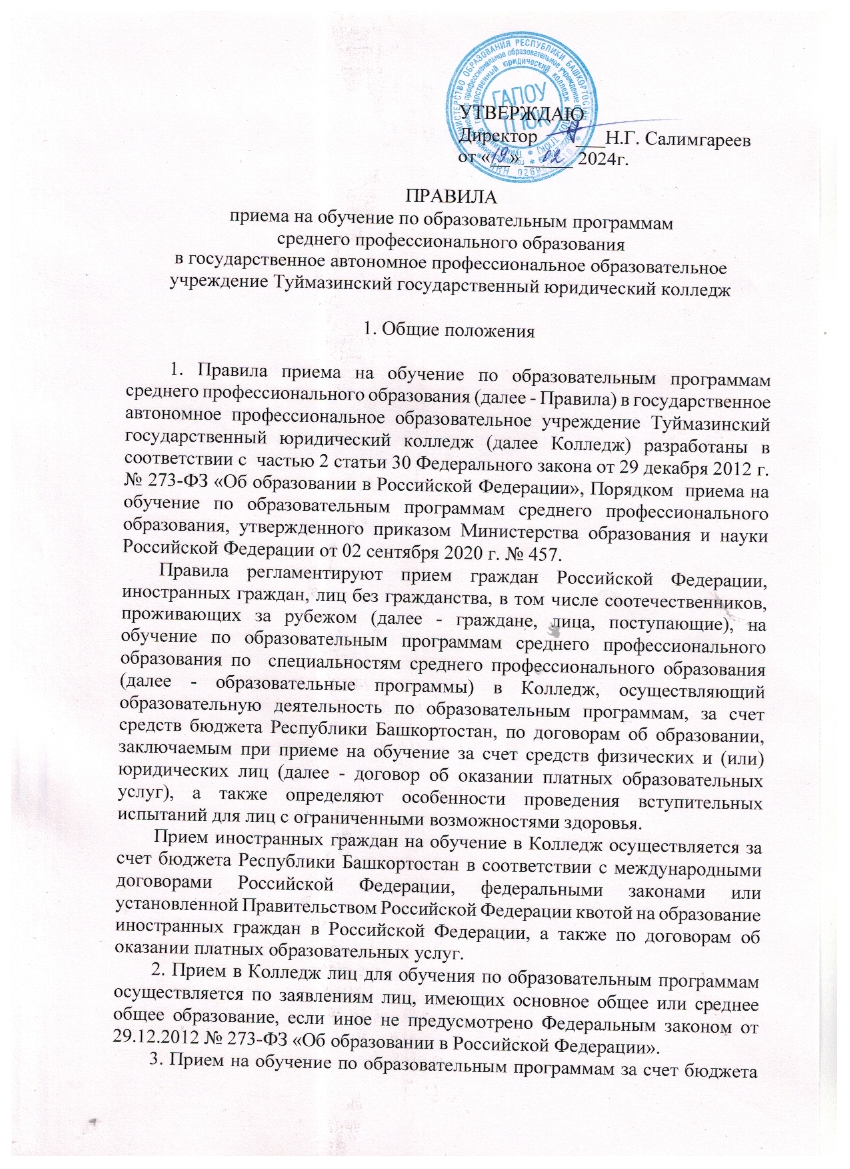 МИНИСТЕРСТВО ОБРАЗОВАНИЯ РЕСПУБЛИКИ БАШКОРТОСТАН
ГАПОУ
ТГЮК
УТВЕРЖДАЮ
Директор ___Н.Г. Салимгареев
от «19» 02 2024г.
ПРАВИЛА
приема на обучение по образовательным программам
среднего профессионального образования
в государственное автономное профессиональное образовательное
учреждение Туймазинский государственный юридический колледж
1. Общие положения
1. Правила приема на обучение по образовательным программам
среднего профессионального образования (далее - Правила) в государственное
автономное профессиональное образовательное учреждение Туймазинский
государственный юридический колледж (далее Колледж) разработаны в
соответствии с частью 2 статьи 30 Федерального закона от 29 декабря 2012 г.
№ 273-ФЗ «Об образовании в Российской Федерации», Порядком приема на
обучение по образовательным программам среднего профессионального
образования, утвержденного приказом Министерства образования и науки
Российской Федерации от 02 сентября 2020 г. № 457.
Правила регламентируют прием граждан Российской Федерации,
иностранных граждан, лиц без гражданства, в том числе соотечественников,
проживающих за рубежом (далее - граждане, лица, поступающие), на
обучение по образовательным программам среднего профессионального
образования по специальностям среднего профессионального образования
(далее - образовательные программы) в Колледж, осуществляющий
образовательную деятельность по образовательным программам, за счет
средств бюджета Республики Башкортостан, по договорам об образовании,
заключаемым при приеме на обучение за счет средств физических и (или)
юридических лиц (далее - договор об оказании платных образовательных
услуг), а также определяют особенности проведения вступительных
испытаний для лиц с ограниченными возможностями здоровья.
Прием иностранных граждан на обучение в Колледж осуществляется за
счет бюджета Республики Башкортостан в соответствии с международными
договорами Российской Федерации, федеральными законами или
установленной Правительством Российской Федерации квотой на образование
иностранных граждан в Российской Федерации, а также по договорам об
оказании платных образовательных услуг.
2. Прием в Колледж лиц для обучения по образовательным программам
осуществляется по заявлениям лиц, имеющих основное общее или среднее
общее образование, если иное не предусмотрено Федеральным законом от
29.12.2012 № 273-ФЗ «Об образовании в Российской Федерации».
3. Прием на обучение по образовательным программам за счет бюджета